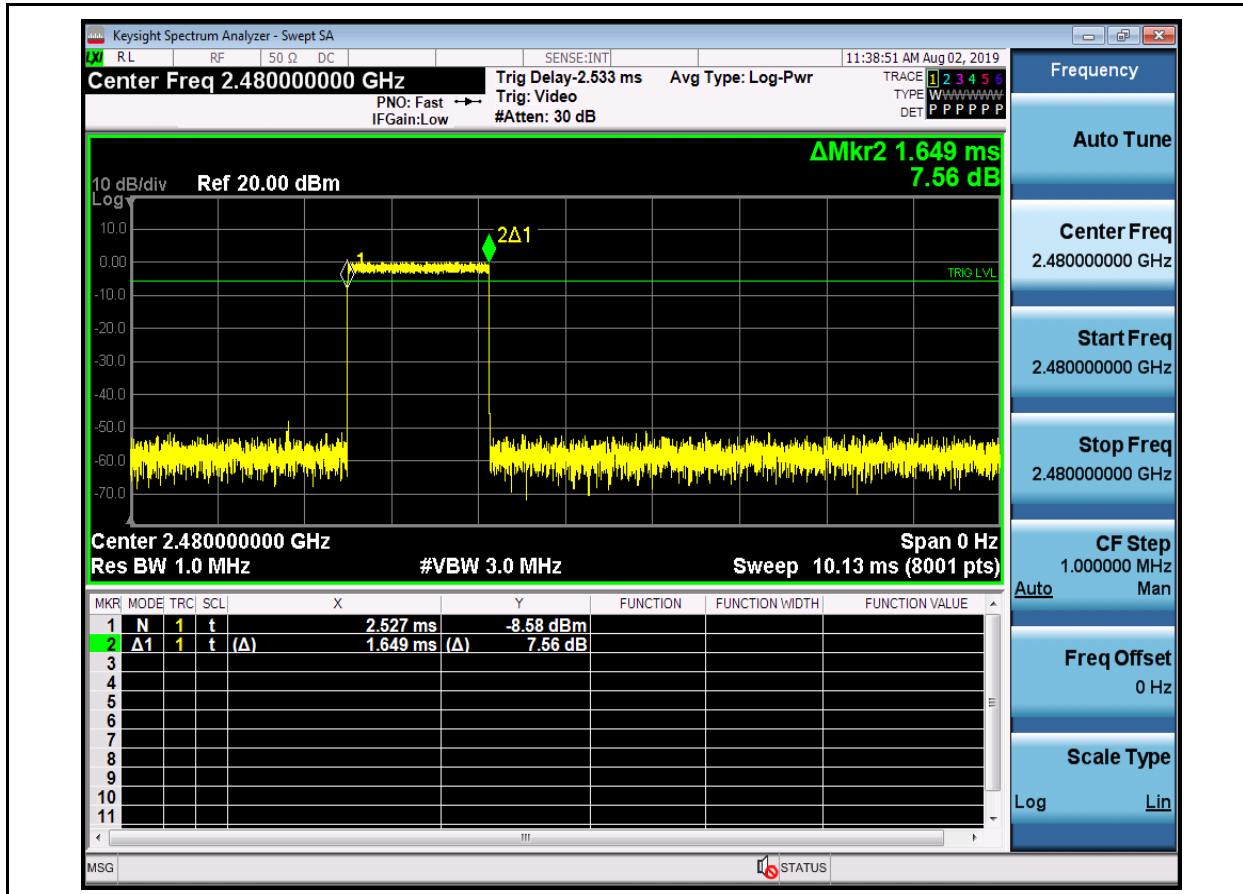 Keysight Spectrum Analyzer - Swept SA
LXI RL RF 50 Ω DC SENSE:INT 11:38:51 AM Aug 02, 2019
Center Freq 2.480000000 GHz
PNO: Fast
IFGain:Low
Trig Delay-2.533 ms
Trig: Video
#Atten: 30 dB
Avg Type: Log-Pwr
TRACE 1 2 3 4 5 6
TYPE WWWWWW
DET P P P P P P
ΔMkr2 1.649 ms
7.56 dB
10 dB/div Ref 20.00 dBm
Log
10.0
0.00
-10.0
-20.0
-30.0
-40.0
-50.0
-60.0
-70.0
1
2Δ1
TRIG LVL
Center 2.480000000 GHz Span 0 Hz
Res BW 1.0 MHz #VBW 3.0 MHz Sweep 10.13 ms (8001 pts)
MKR MODE TRC SCL X Y FUNCTION FUNCTION WIDTH FUNCTION VALUE
1 N 1 t 2.527 ms -8.58 dBm
2 Δ1 1 t (Δ) 1.649 ms (Δ) 7.56 dB
3
4
5
6
7
8
9
10
11
MSG STATUS
Frequency
Auto Tune
Center Freq
2.480000000 GHz
Start Freq
2.480000000 GHz
Stop Freq
2.480000000 GHz
CF Step
1.000000 MHz
Auto Man
Freq Offset
0 Hz
Scale Type
Log Lin